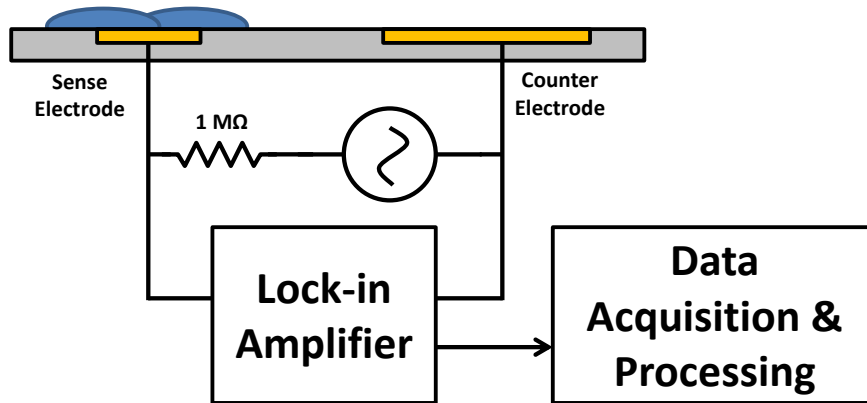 Sense
Electrode
Counter
Electrode
1 MΩ
Lock-in
Amplifier
Data
Acquisition &
Processing